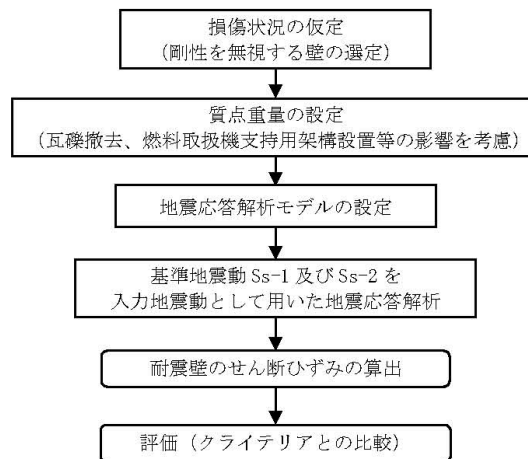 損傷状況の仮定
（剛性を無視する壁の選定）
質点重量の設定
（瓦礫撤去、燃料取扱機支持用架構設置等の影響を考慮）
地震応答解析モデルの設定
基準地震動 Ss-1 及び Ss-2 を
入力地震動として用いた地震応答解析
耐震壁のせん断ひずみの算出
評価（クライテリアとの比較）